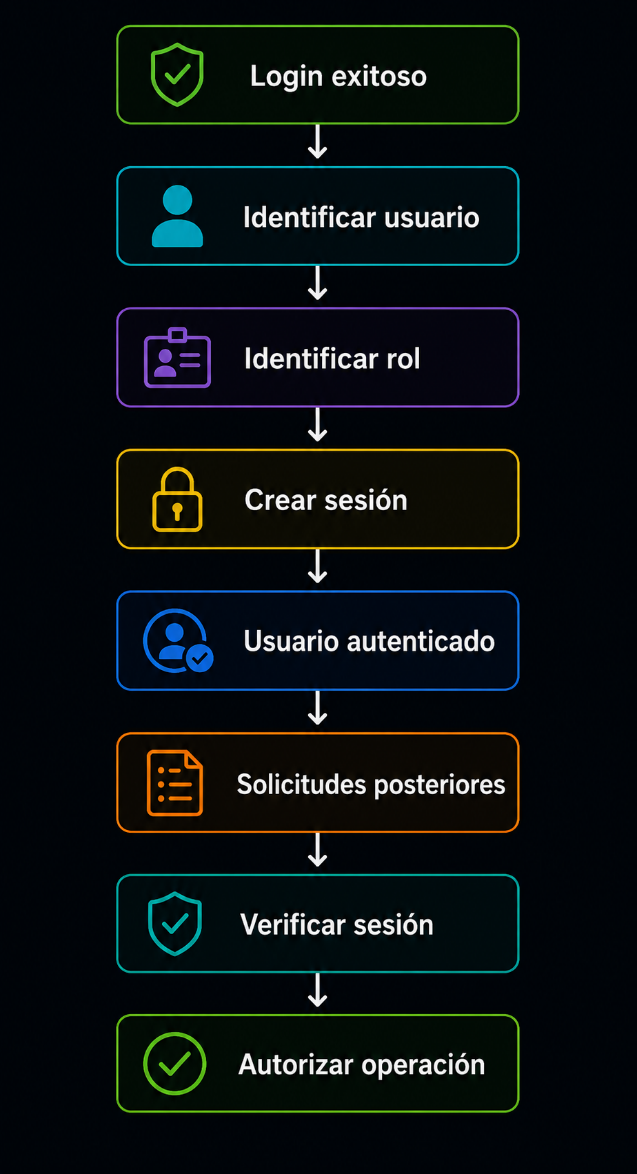 Login exitoso
Identificar usuario
Identificar rol
Crear sesión
Usuario autenticado
Solicitudes posteriores
Verificar sesión
Autorizar operación